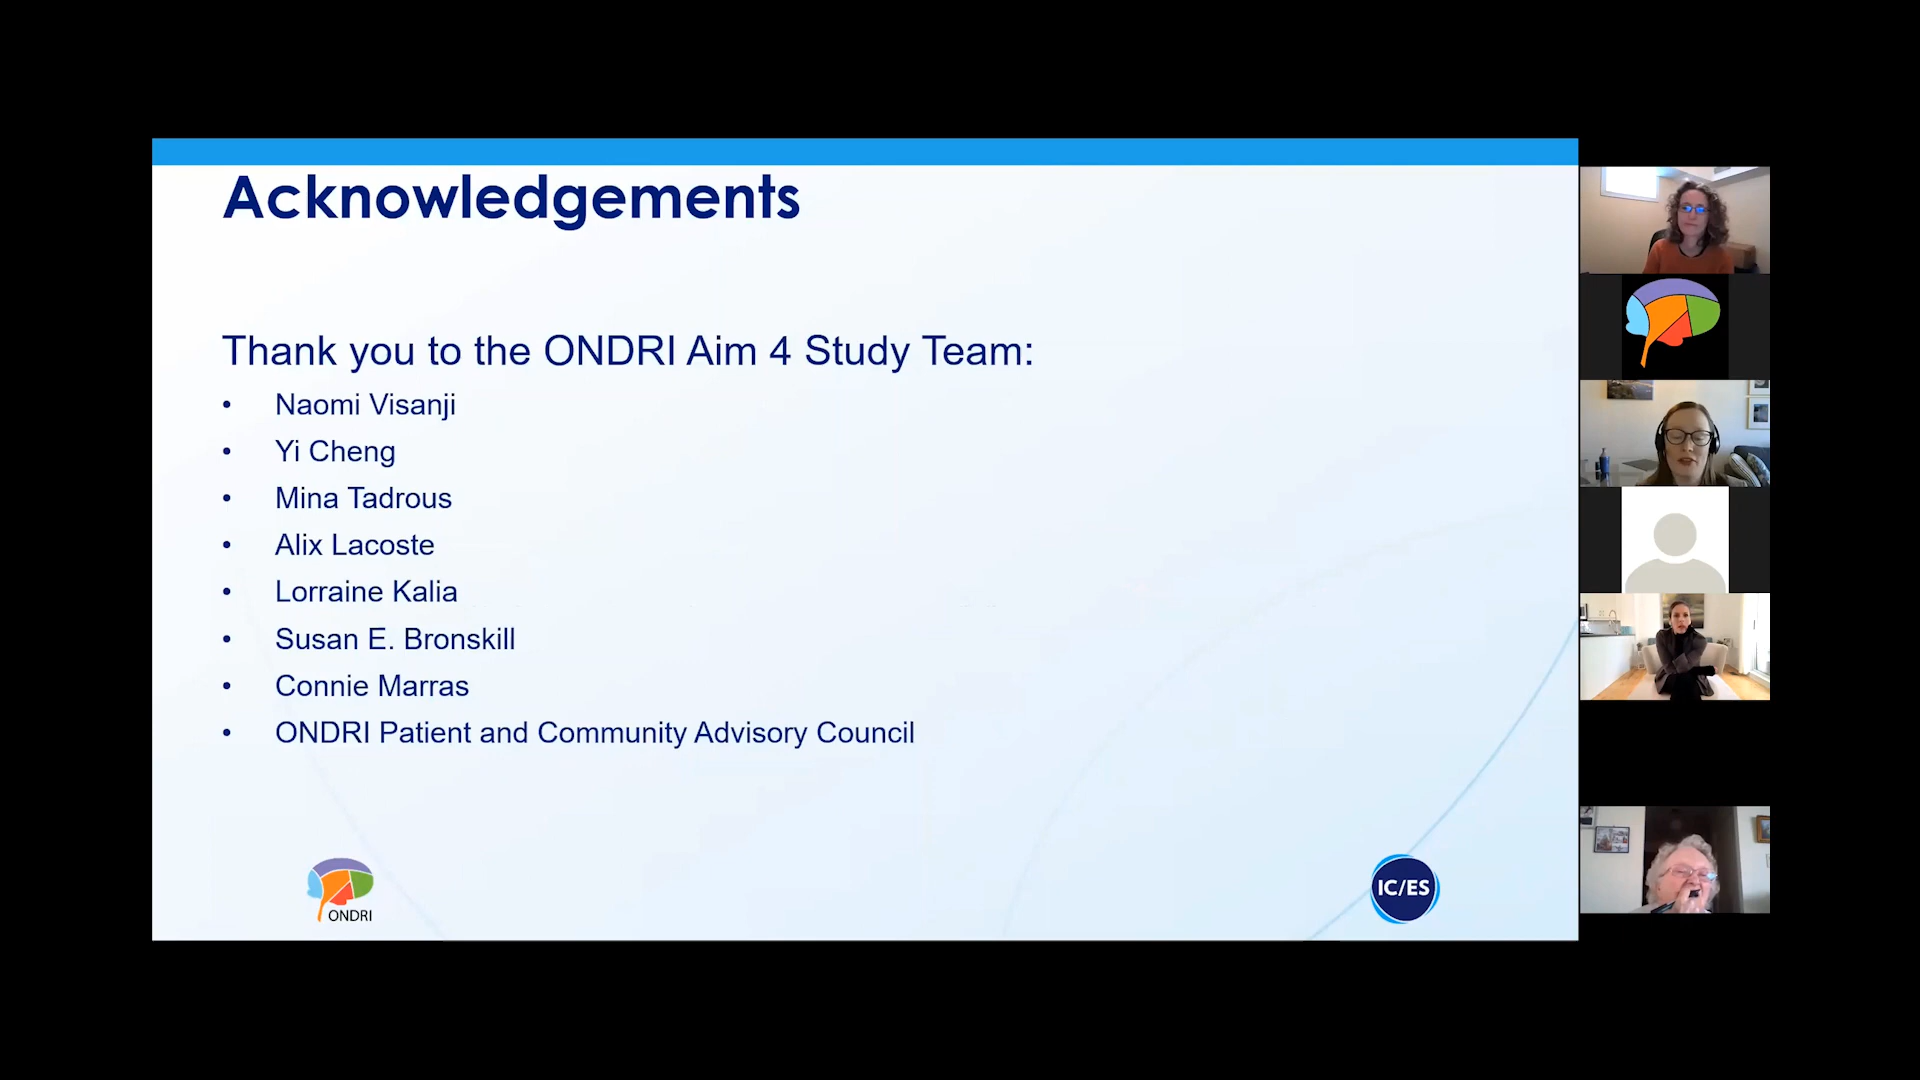 Acknowledgements
Thank you to the ONDRI Aim 4 Study Team:
• Naomi Visanji
• Yi Cheng
• Mina Tadrous
• Alix Lacoste
• Lorraine Kalia
• Susan E. Bronskill
• Connie Marras
• ONDRI Patient and Community Advisory Council
ONDRI
IC/ES